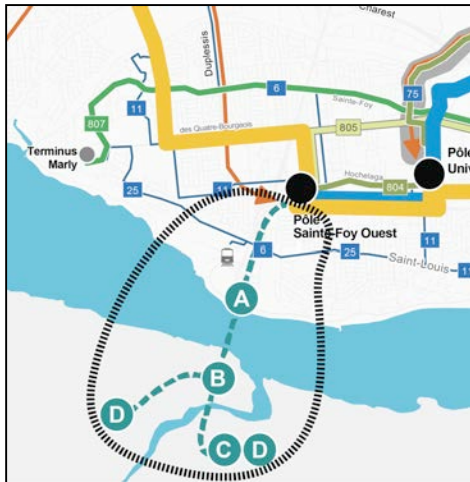 Charest
Duplessis
75
6
11
Sainte-Foy
807
des Quatre-Bourgeois
805
Terminus
Marly
Pôle
Univ
Hochelaga
804
25
11
Pôle
Sainte-Foy Ouest
6
25
11
Saint-Louis
11
A
B
D
C
D